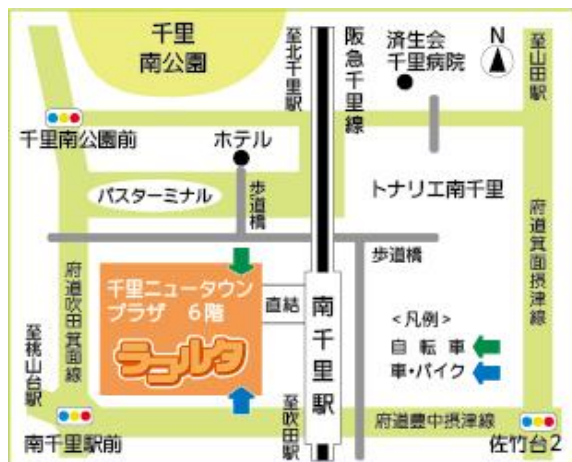 千里
南公園
至北千里駅
阪急千里線
済生会
千里病院
N
至山田駅
千里南公園前
ホテル
バスターミナル
歩道橋
トナリエ南千里
府道箕面摂津線
歩道橋
府道吹田箕面線
千里ニュータウン
プラザ 6階
ラコルタ
直結
南千里駅
<凡例>
自転車
車・バイク
至桃山台駅
南千里駅前
至吹田駅
府道豊中摂津線
佐竹台2